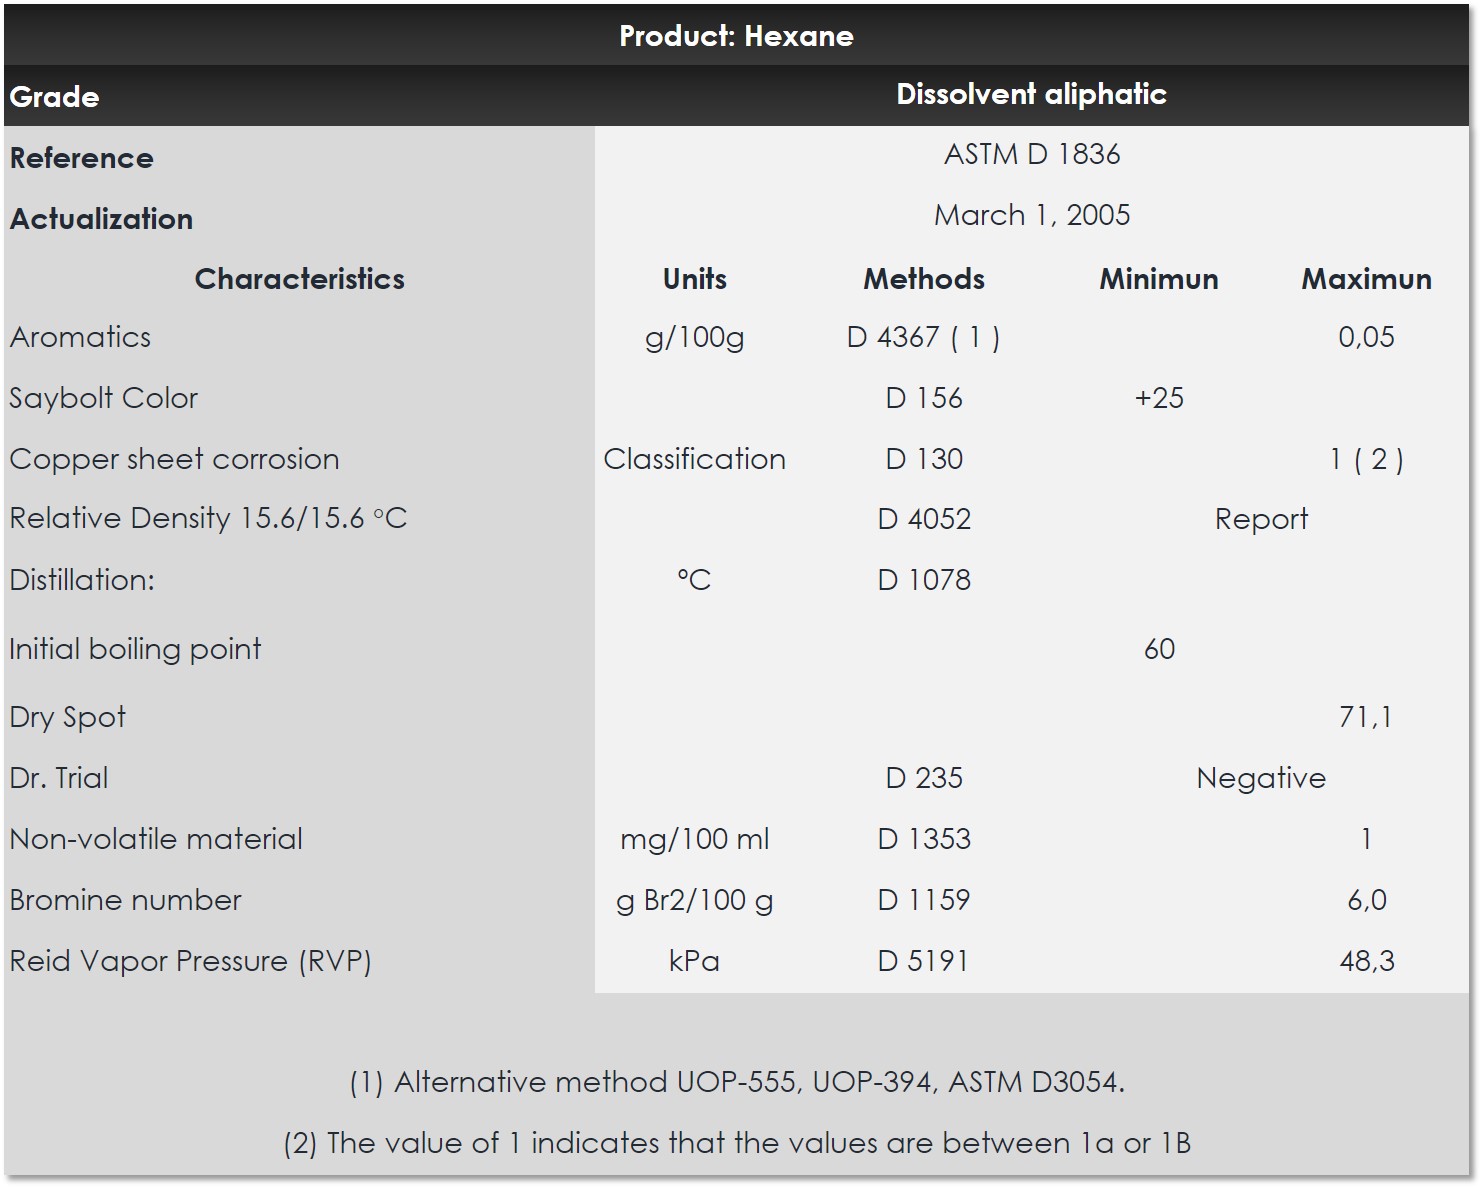 Product: Hexane
Grade Dissolvent aliphatic
Reference ASTM D 1836
Actualization March 1, 2005
Characteristics Units Methods Minimun Maximun
Aromatics g/100g D 4367 ( 1 ) 0,05
Saybolt Color D 156 +25
Copper sheet corrosion Classification D 130 1 ( 2 )
Relative Density 15.6/15.6 °C D 4052 Report
Distillation: ºC D 1078
Initial boiling point 60
Dry Spot 71,1
Dr. Trial D 235 Negative
Non-volatile material mg/100 ml D 1353 1
Bromine number g Br2/100 g D 1159 6,0
Reid Vapor Pressure (RVP) kPa D 5191 48,3
(1) Alternative method UOP-555, UOP-394, ASTM D3054.
(2) The value of 1 indicates that the values are between 1a or 1B